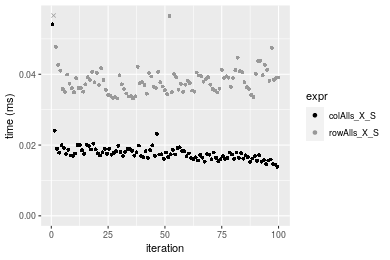 time (ms)
0.04
0.02
0.00
0
25
50
75
100
iteration
expr
colAlls_X_S
rowAlls_X_S